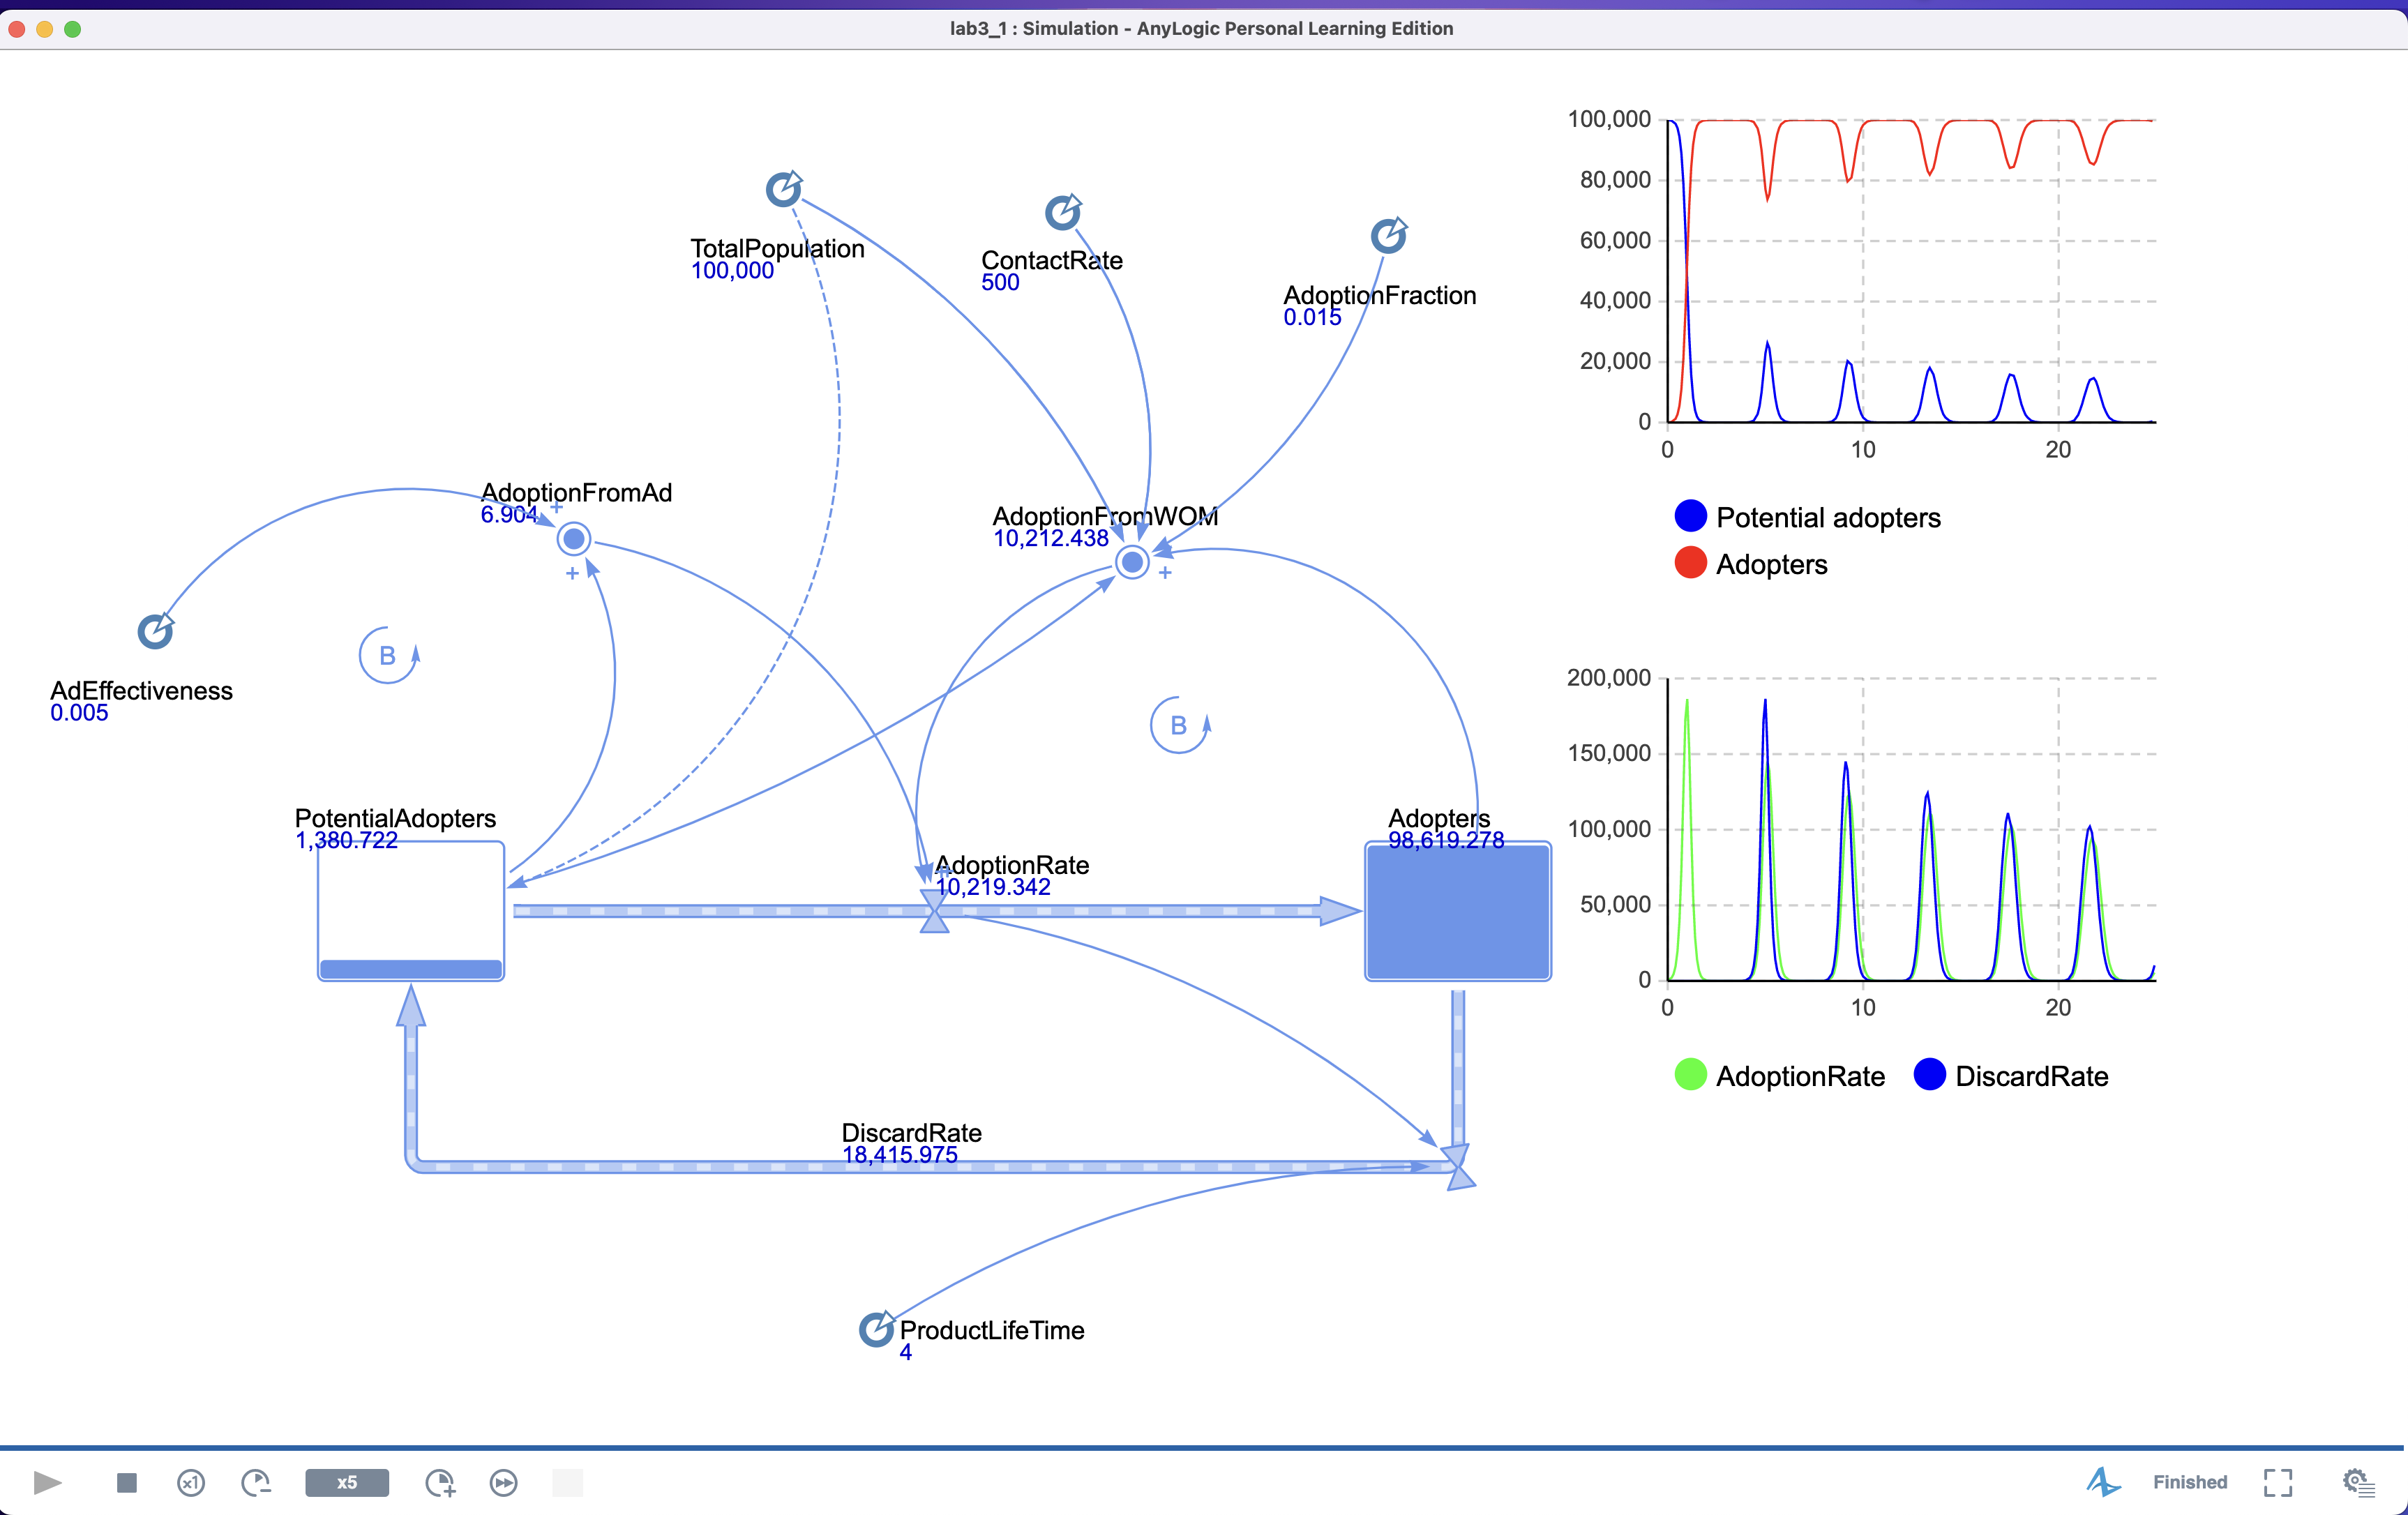 lab3_1 : Simulation - AnyLogic Personal Learning Edition
TotalPopulation
100,000
ContactRate
500
AdoptionFraction
0.015
AdoptionFromAd
6.904
+
+
AdoptionFromWOM
10,212.438
+
AdEffectiveness
0.005
B
B
PotentialAdopters
1,380.722
AdoptionRate
10,219.342
Adopters
98,619.278
DiscardRate
18,415.975
ProductLifeTime
4
100,000
80,000
60,000
40,000
20,000
0
0 10 20
Potential adopters
Adopters
200,000
150,000
100,000
50,000
0
0 10 20
AdoptionRate DiscardRate
x1 x5 Finished